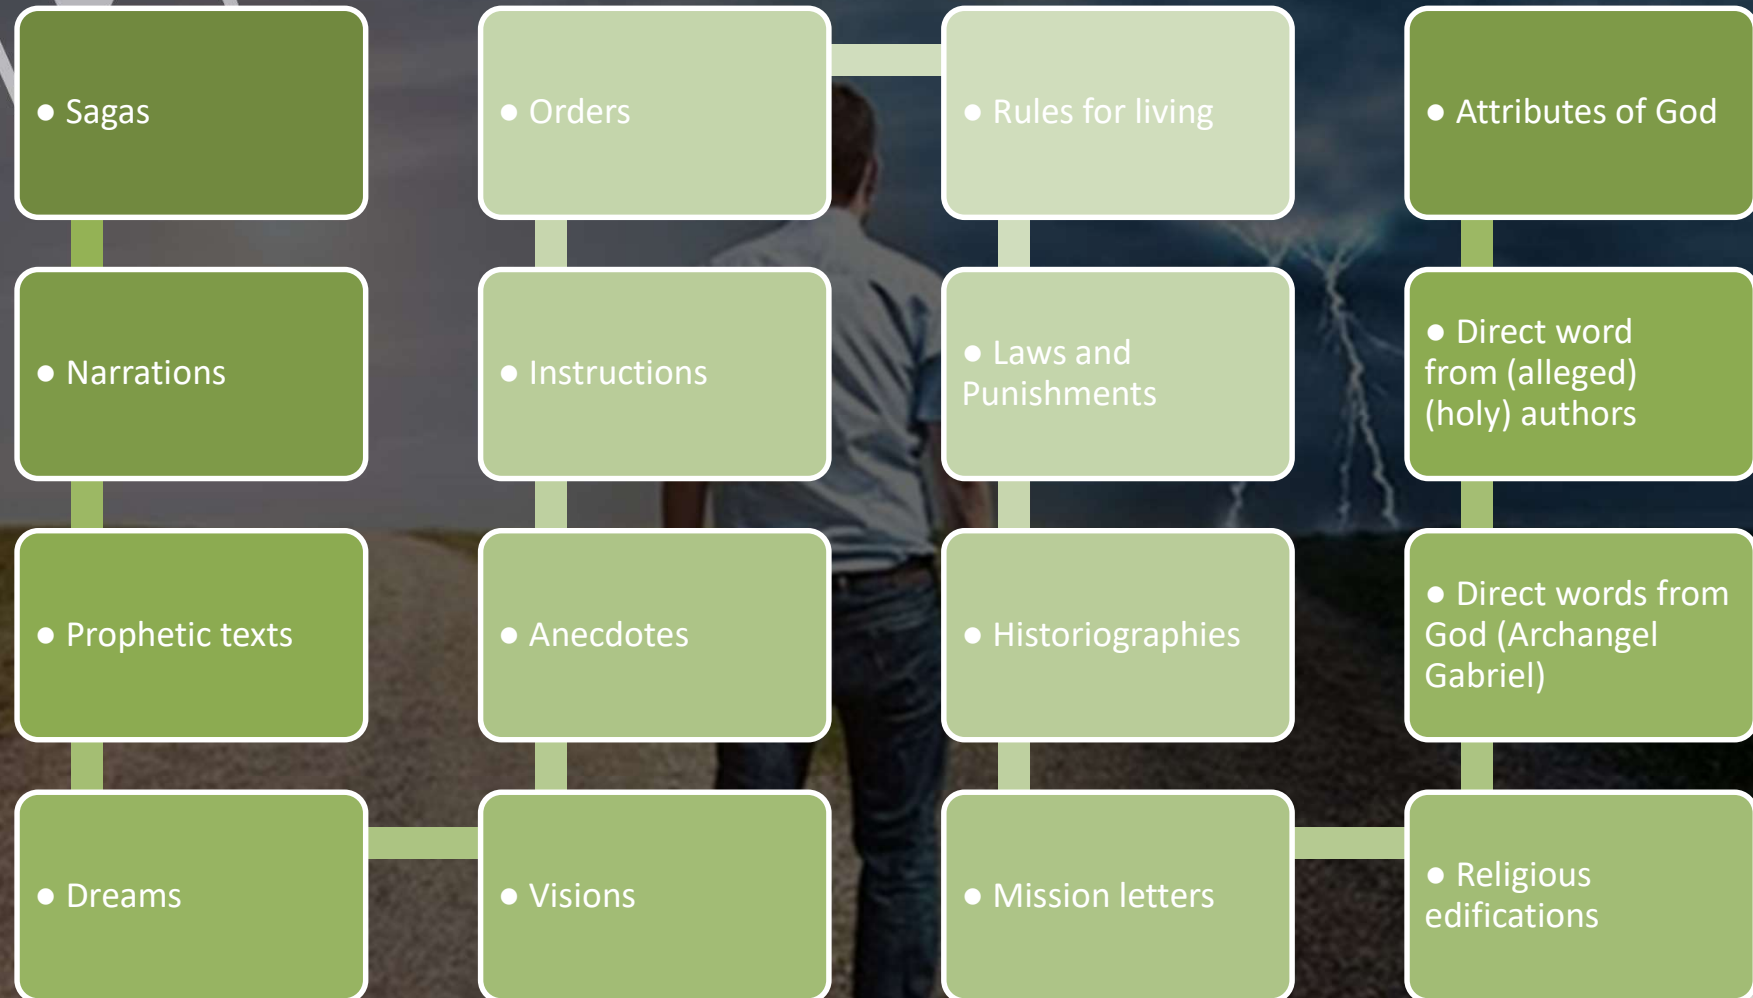 ● Sagas
● Narrations
● Prophetic texts
● Dreams
● Visions
● Anecdotes
● Instructions
● Orders
● Rules for living
● Laws and
Punishments
● Historiographies
● Mission letters
● Religious
edifications
● Direct words from
God (Archangel
Gabriel)
● Direct word
from (alleged)
(holy) authors
● Attributes of God